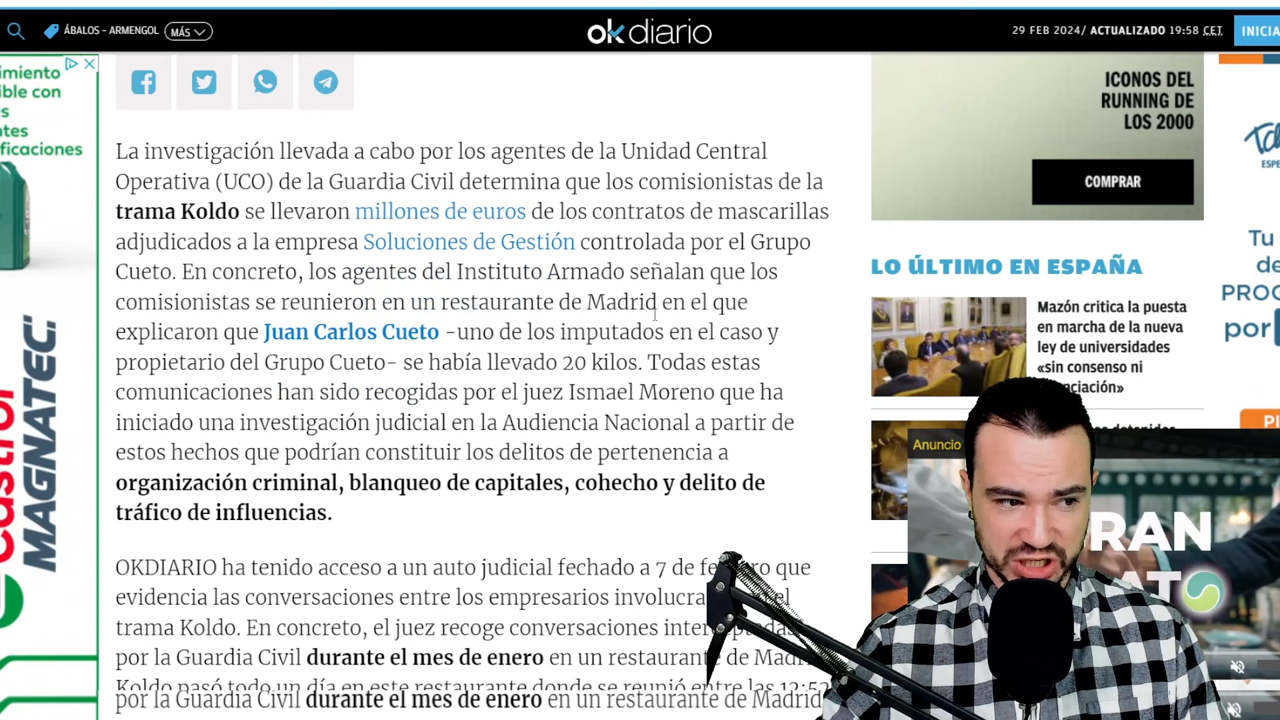 ÁBALOS - ARMENGOL
MÁS
okdiario
29 FEB 2024/ ACTUALIZADO 19:58 CET
INICIA
La investigación llevada a cabo por los agentes de la Unidad Central
Operativa (UCO) de la Guardia Civil determina que los comisionistas de la
trama Koldo se llevaron millones de euros de los contratos de mascarillas
adjudicados a la empresa Soluciones de Gestión controlada por el Grupo
Cueto. En concreto, los agentes del Instituto Armado señalan que los
comisionistas se reunieron en un restaurante de Madrid en el que
explicaron que Juan Carlos Cueto -uno de los imputados en el caso y
propietario del Grupo Cueto- se había llevado 20 kilos. Todas estas
comunicaciones han sido recogidas por el juez Ismael Moreno que ha
iniciado una investigación judicial en la Audiencia Nacional a partir de
estos hechos que podrían constituir los delitos de pertenencia a
organización criminal, blanqueo de capitales, cohecho y delito de
tráfico de influencias.
OKDIARIO ha tenido acceso a un auto judicial fechado a 7 de que
evidencia las conversaciones entre los empresarios el
trama Koldo. En concreto, el juez recoge conversaciones
por la Guardia Civil durante el mes de enero en un restaurante de
Koldo pasó todo un día en este restaurante donde se reunió entre las 12:52
por la Guardia Civil durante el mes de enero en un restaurante de Madrid
imiento
ible con
es
ntes
ificaciones
Castrol
MAGNATEC
ICONOS DEL
RUNNING DE
LOS 2000
COMPRAR
LO ÚLTIMO EN ESPAÑA
Mazón critica la puesta
en marcha de la nueva
ley de universidades
«sin consenso ni
detenidos
Anuncio
RAN
ATO
ESPE
Tu
de
PROC
por
PI